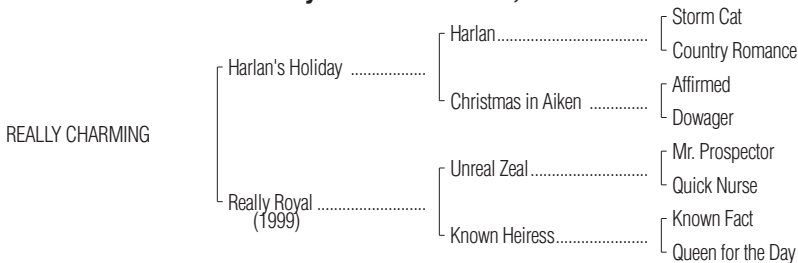 Storm Cat
Harlan
Country Romance
Harlan's Holiday
Affirmed
Christmas in Aiken
Dowager
REALLY CHARMING
Mr. Prospector
Unreal Zeal
Quick Nurse
Really Royal
(1999)
Known Fact
Known Heiress
Queen for the Day